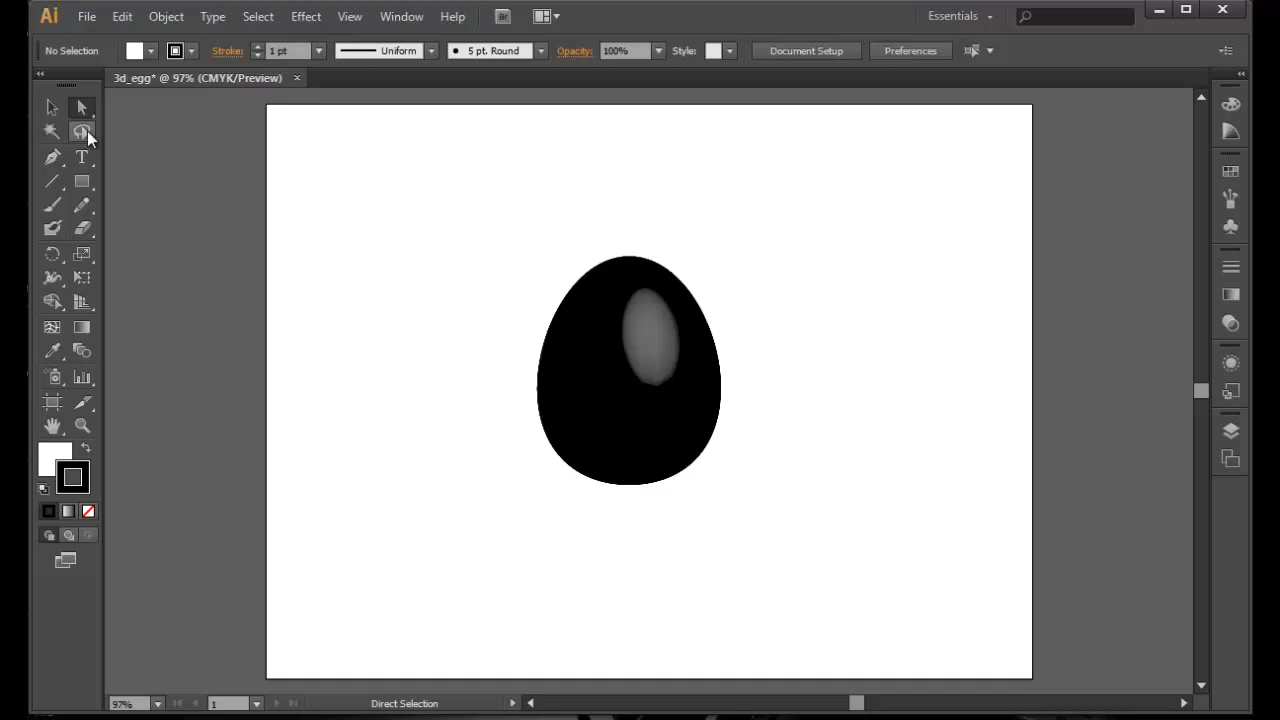 Ai File Edit Object Type Select Effect View Window Help Br Essentials
No Selection Stroke: 1 pt Uniform 5 pt. Round Opacity: 100% Style: Document Setup Preferences
3d_egg* @ 97% (CMYK/Preview)
T
97% 1 Direct Selection